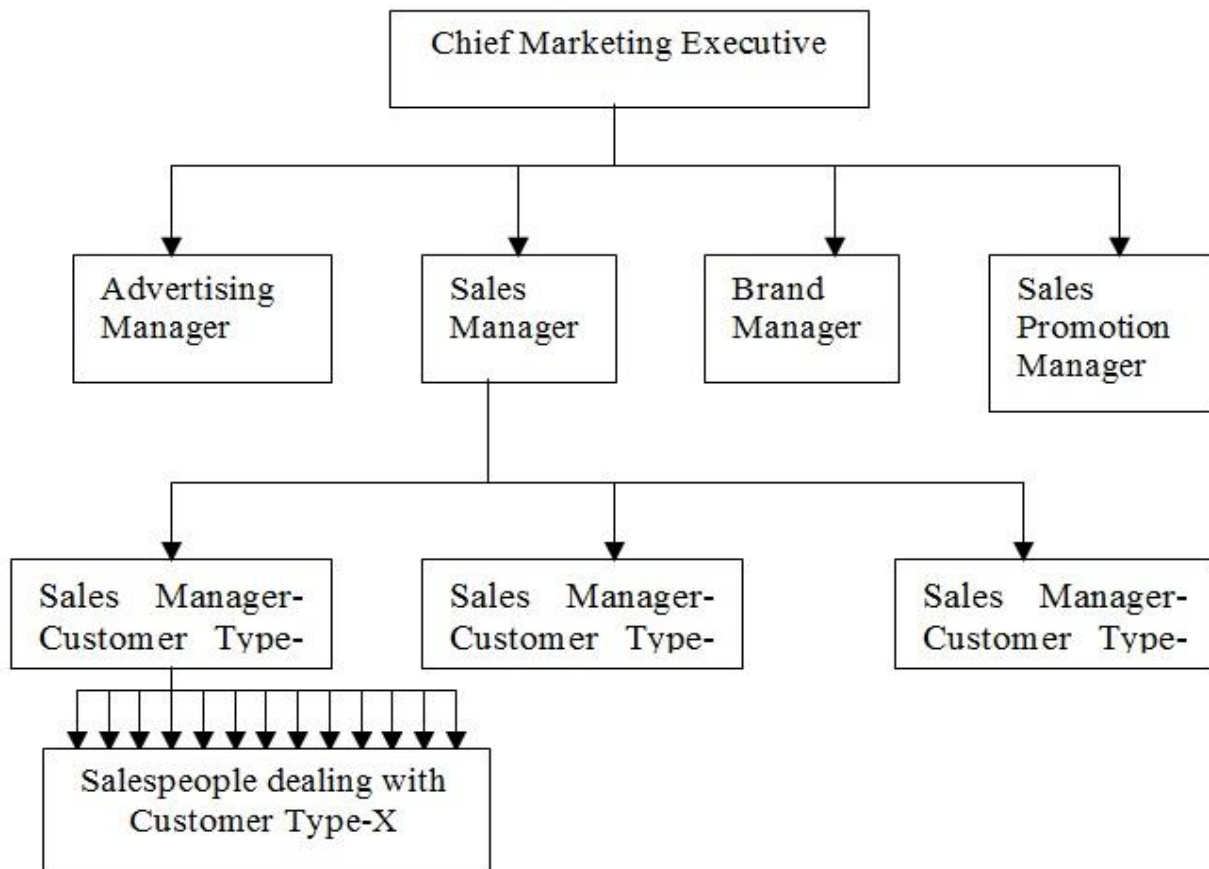 Chief Marketing Executive
Advertising
Manager
Sales
Manager
Brand
Manager
Sales
Promotion
Manager
Sales Manager-
Customer Type-
Sales Manager-
Customer Type-
Sales Manager-
Customer Type-
Salespeople dealing with
Customer Type-X